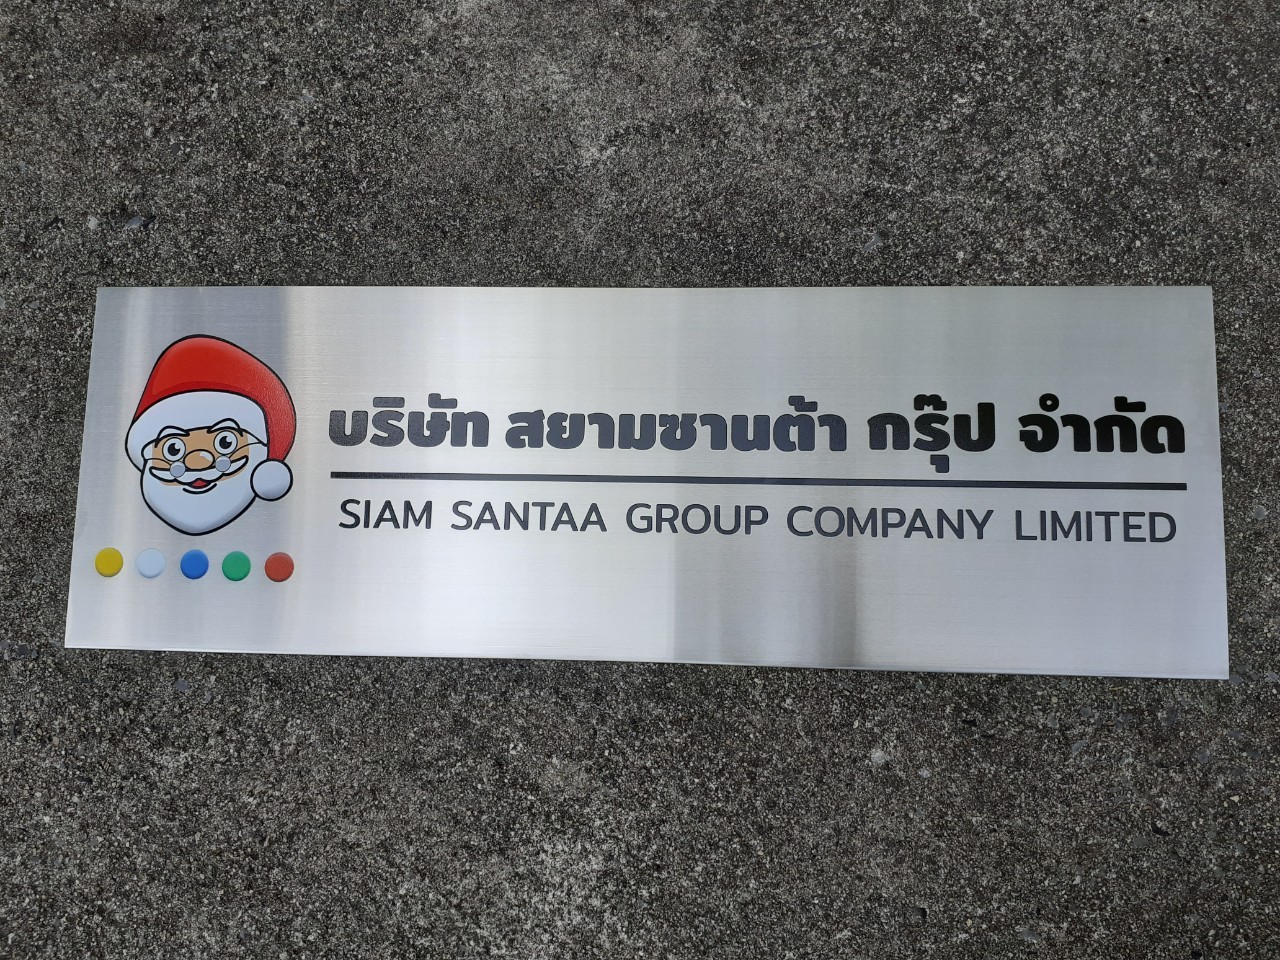 บริษัท สยามซานต้า กรุ๊ป จำกัด
SIAM SANTAA GROUP COMPANY LIMITED